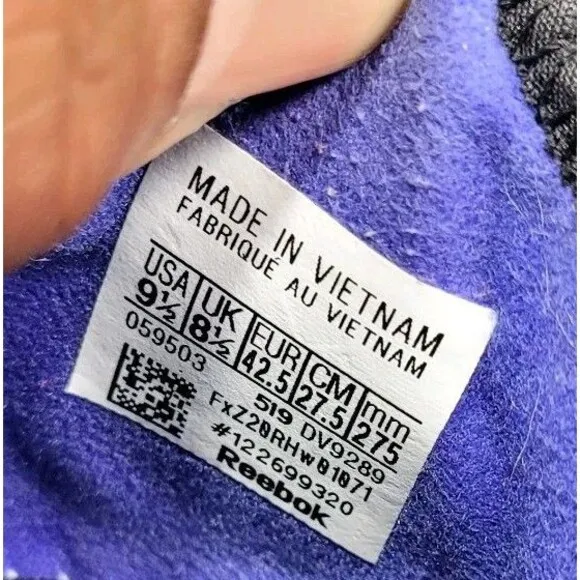 MADE IN VIETNAM
FABRIQUÉ AU VIETNAM
USA UK EUR CM mm
9½ 8½ 42.5 27.5 275
059503 519 DV9289
FxZ20RHw01071
#122699320
Reebok